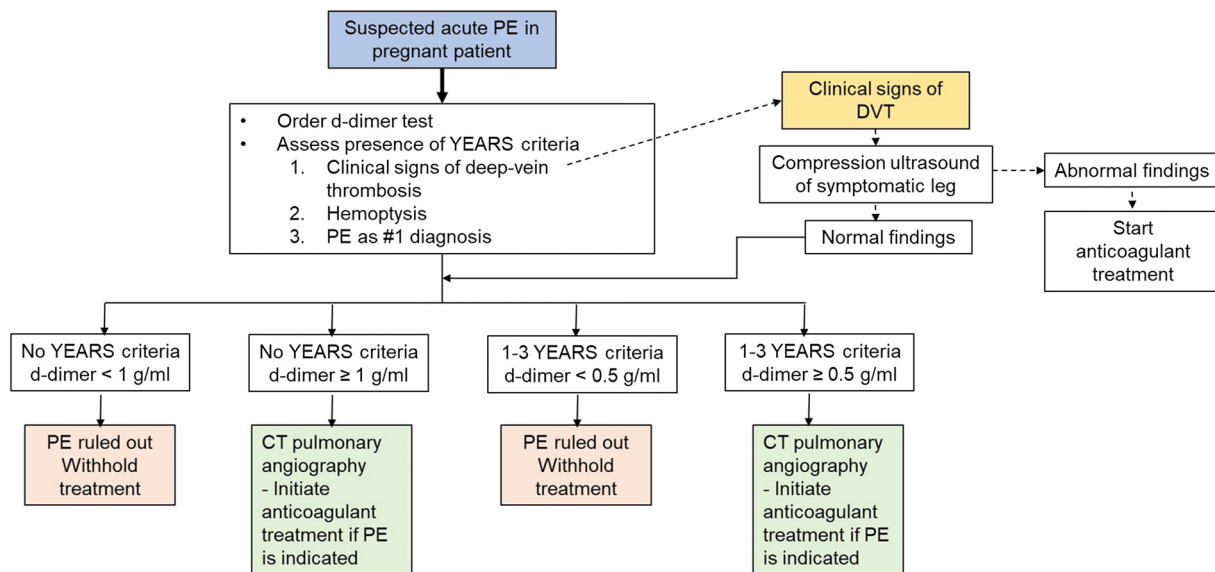 Suspected acute PE in
pregnant patient
• Order d-dimer test
• Assess presence of YEARS criteria
1. Clinical signs of deep-vein
thrombosis
2. Hemoptysis
3. PE as #1 diagnosis
Clinical signs of
DVT
Compression ultrasound
of symptomatic leg
Abnormal findings
Normal findings
Start
anticoagulant
treatment
No YEARS criteria
d-dimer < 1 g/ml
No YEARS criteria
d-dimer ≥ 1 g/ml
1-3 YEARS criteria
d-dimer < 0.5 g/ml
1-3 YEARS criteria
d-dimer ≥ 0.5 g/ml
PE ruled out
Withhold
treatment
CT pulmonary
angiography
- Initiate
anticoagulant
treatment if PE
is indicated
PE ruled out
Withhold
treatment
CT pulmonary
angiography
- Initiate
anticoagulant
treatment if PE
is indicated